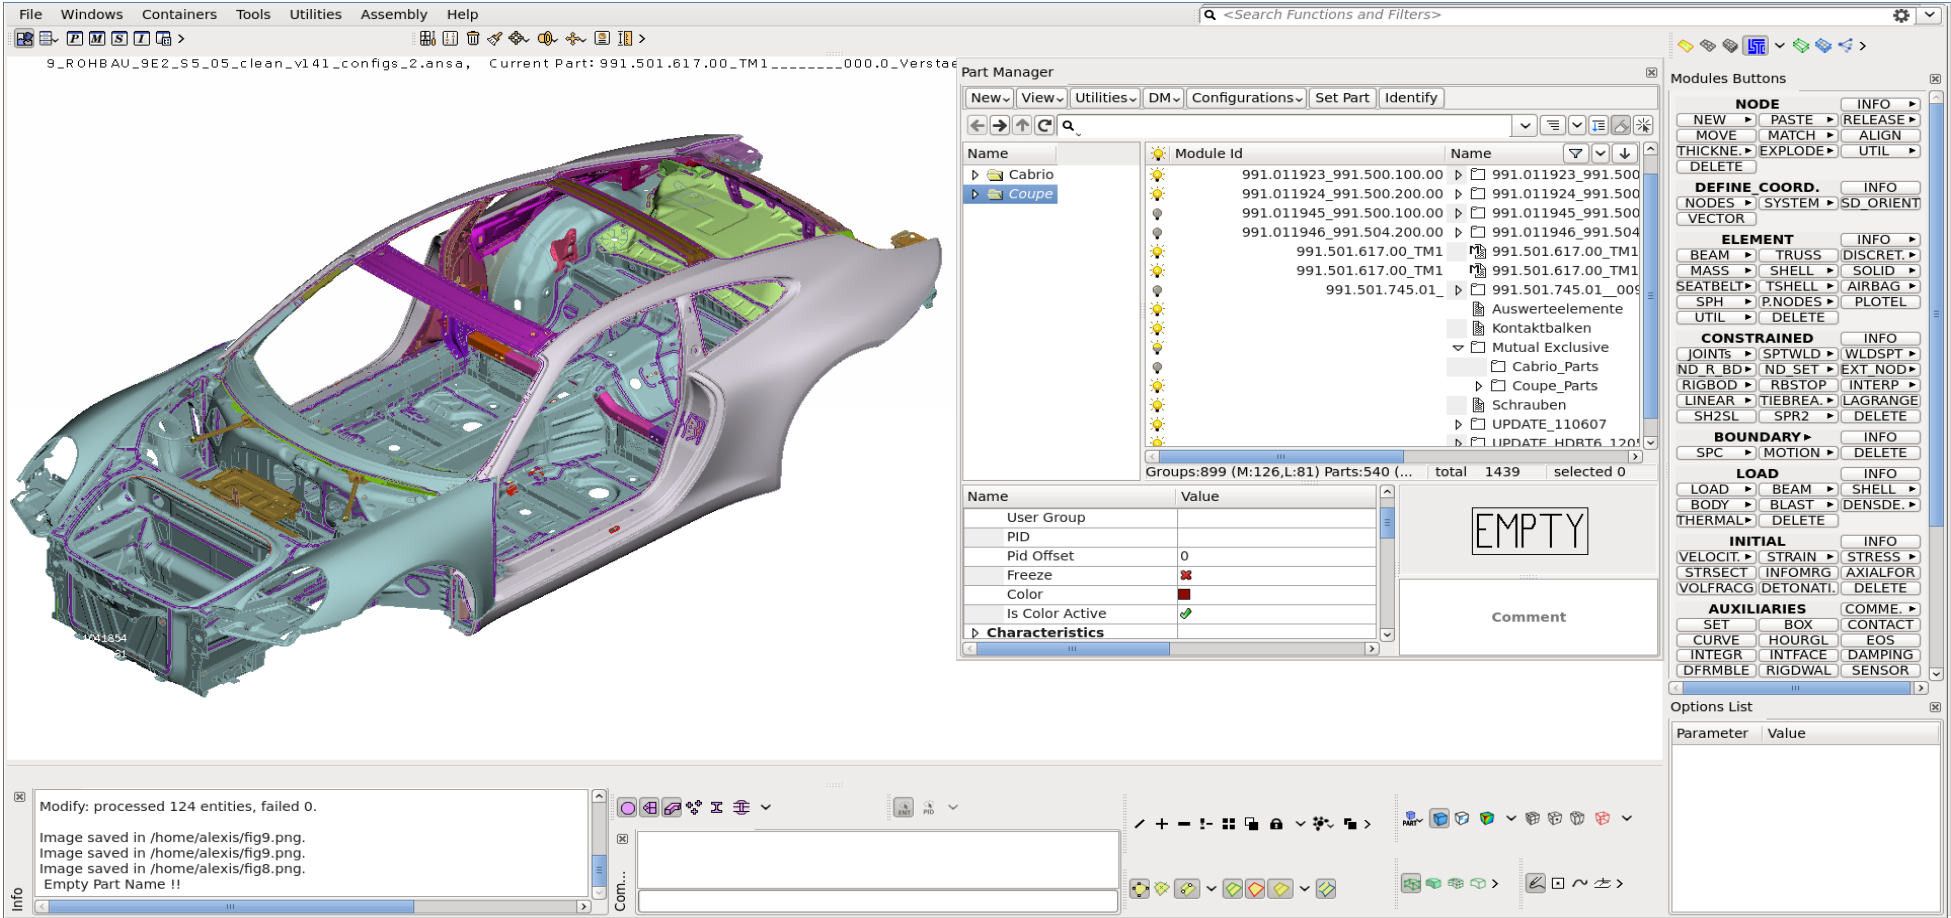 File Windows Containers Tools Utilities Assembly Help
<Search Functions and Filters>
P M S I
9_ROHBAU_9E2_S5_05_clean_v141_configs_2.ansa, Current Part: 991.501.617.00_TM1________000.0_Verstae
Part Manager
New View Utilities DM Configurations Set Part Identify
Name
Cabrio
Coupe
Module Id Name
991.011923_991.500.100.00 991.011923_991.500
991.011924_991.500.200.00 991.011924_991.500
991.011945_991.500.100.00 991.011945_991.500
991.011946_991.504.200.00 991.011946_991.504
991.501.617.00_TM1 991.501.617.00_TM1
991.501.617.00_TM1 991.501.617.00_TM1
991.501.745.01_ 991.501.745.01__009
Auswerteelemente
Kontaktbalken
Mutual Exclusive
Cabrio_Parts
Coupe_Parts
Schrauben
UPDATE_110607
UPDATE_HDBT6_120
Groups:899 (M:126,L:81) Parts:540 (... total 1439 selected 0
Name Value
User Group
PID
Pid Offset 0
Freeze
Color
Is Color Active
Characteristics
EMPTY
Comment
Modules Buttons
NODE INFO
NEW PASTE RELEASE
MOVE MATCH ALIGN
THICKNE. EXPLODE UTIL
DELETE
DEFINE_COORD. INFO
NODES SYSTEM SD_ORIENT
VECTOR
ELEMENT INFO
BEAM TRUSS DISCRET.
MASS SHELL SOLID
SEATBELT TSHELL AIRBAG
SPH P.NODES PLOTEL
UTIL DELETE
CONSTRAINED INFO
JOINTs SPTWLD WLDSPT
ND_R_BD ND_SET EXT_NOD
RIGBOD RBSTOP INTERP
LINEAR TIEBREA. LAGRANGE
SH2SL SPR2 DELETE
BOUNDARY INFO
SPC MOTION DELETE
LOAD INFO
LOAD BEAM SHELL
BODY BLAST DENSDE.
THERMAL DELETE
INITIAL INFO
VELOCIT. STRAIN STRESS
STRSECT INFOMRG AXIALFOR
VOLFRACG DETONATI. DELETE
AUXILIARIES COMME.
SET BOX CONTACT
CURVE HOURGL EOS
INTEGR INTFACE DAMPING
DFRMBLE RIGDWAL SENSOR
Options List
Parameter Value
Info
Modify: processed 124 entities, failed 0.
Image saved in /home/alexis/fig9.png.
Image saved in /home/alexis/fig9.png.
Image saved in /home/alexis/fig8.png.
Empty Part Name !!
Com...
ENT PID
PART